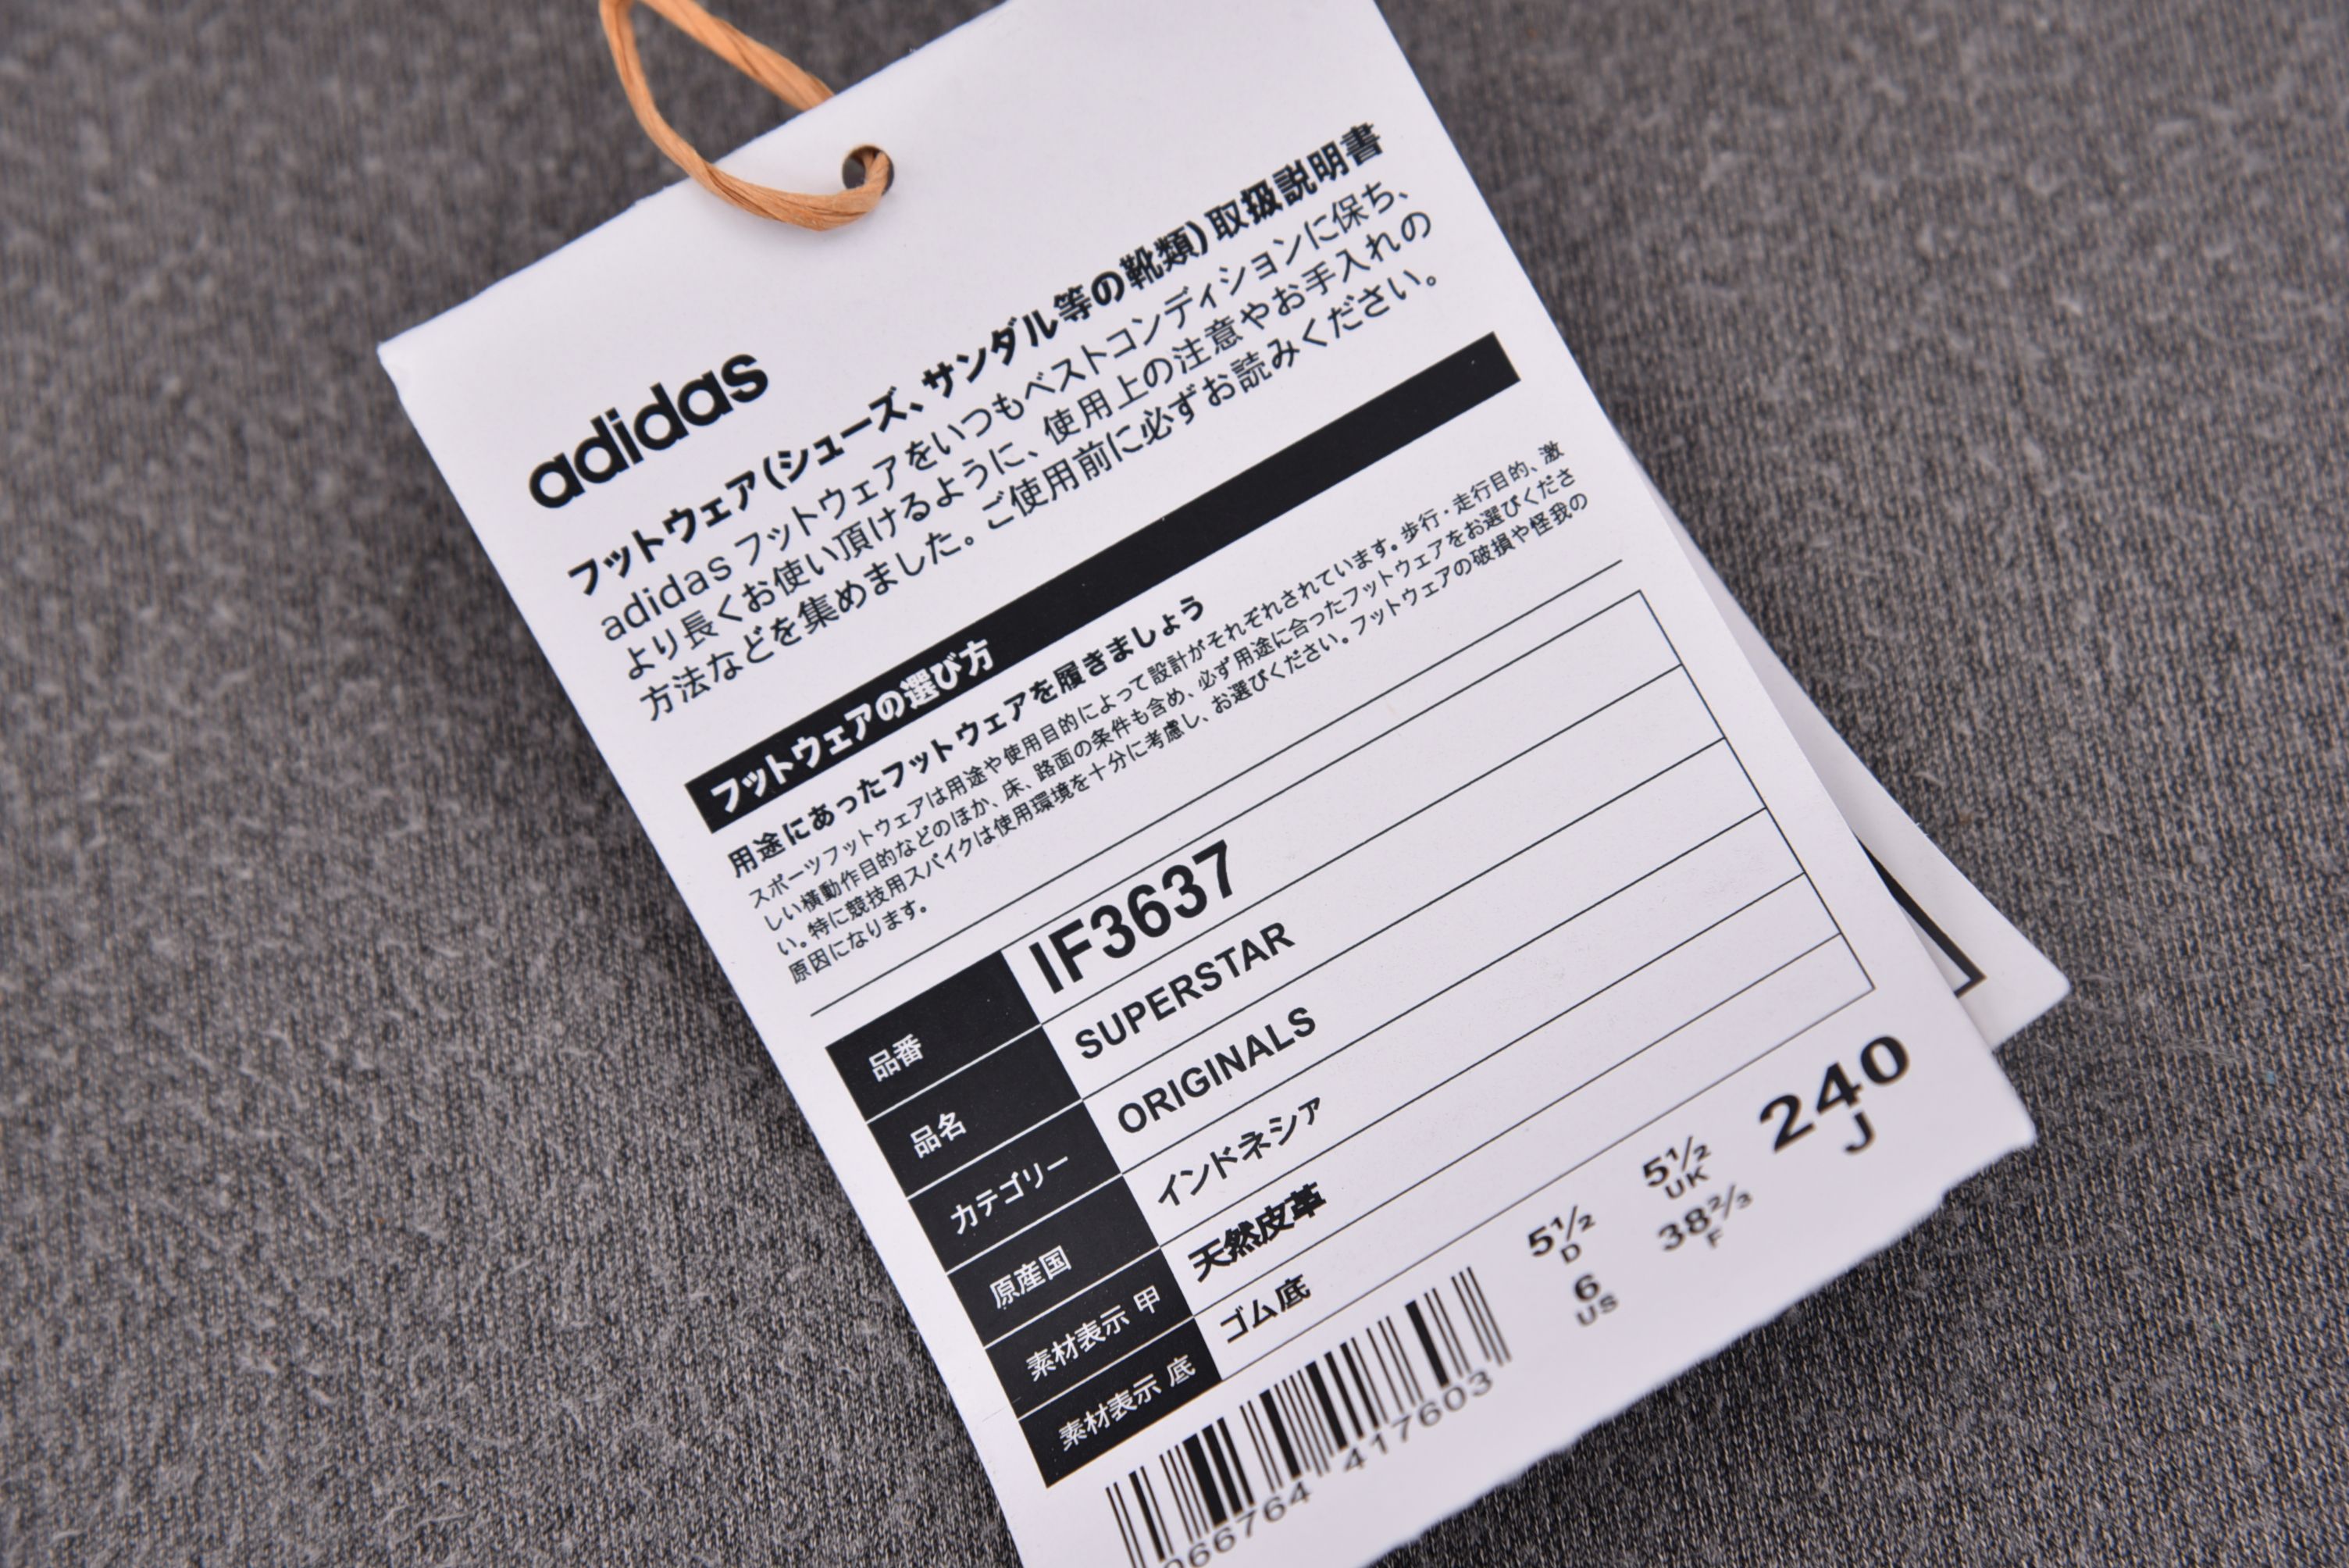 adidas
フットウェア(シューズ、サンダル等の靴類)取扱説明書
adidas フットウェアをいつもベストコンディションに保ち、
より長くお使い頂けるように、使用上の注意やお手入れの
方法などを集めました。ご使用前に必ずお読みください。
フットウェアの選び方
用途にあったフットウェアを履きましょう
スポーツフットウェアは用途や使用目的によって設計がそれぞれされています。歩行・走行目的、激
しい横動作目的などのほか、床、路面の条件も含め、必ず用途に合ったフットウェアをお選びくださ
い。特に競技用スパイクは使用環境を十分に考慮し、お選びください。フットウェアの破損や怪我の
原因になります。
品番 IF3637
品名 SUPERSTAR
カテゴリー ORIGINALS
原産国 インドネシア
素材表示 甲 天然皮革
素材表示 底 ゴム底
5½ D
5½ UK
240 J
6 US
38⅔ F
066764 417603